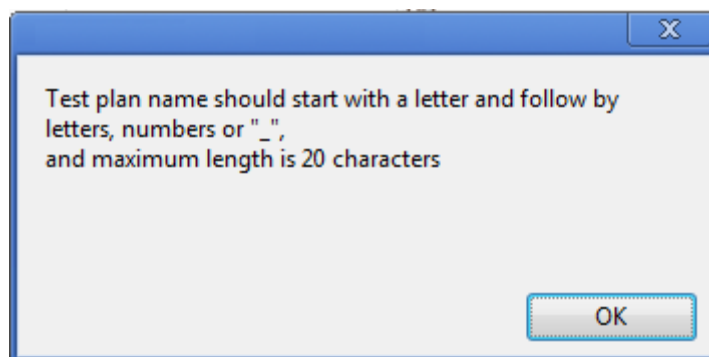 Test plan name should start with a letter and follow by
letters, numbers or "_",
and maximum length is 20 characters
OK